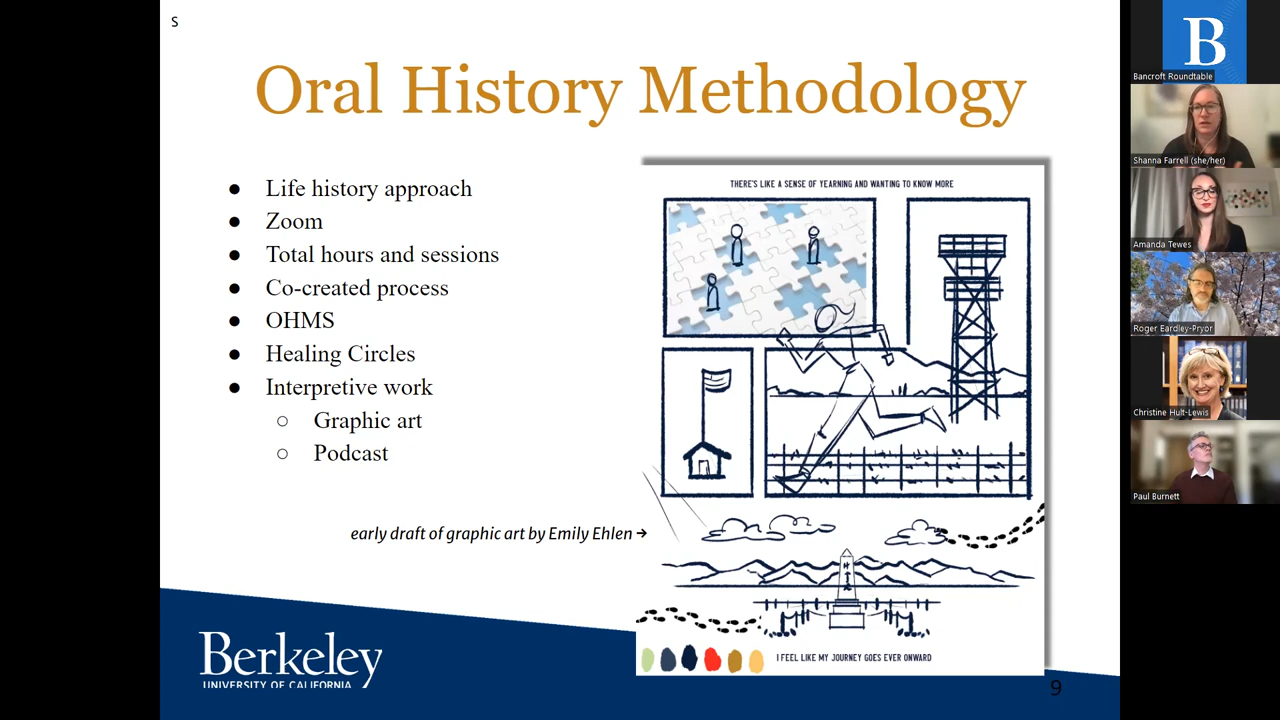 S
Oral History Methodology
● Life history approach
● Zoom
● Total hours and sessions
● Co-created process
● OHMS
● Healing Circles
● Interpretive work
○ Graphic art
○ Podcast
early draft of graphic art by Emily Ehlen →
THERE'S LIKE A SENSE OF YEARNING AND WANTING TO KNOW MORE
I FEEL LIKE MY JOURNEY GOES EVER ONWARD
Berkeley
UNIVERSITY OF CALIFORNIA
9
B
Bancroft Roundtable
Shanna Farrell (she/her)
Amanda Tewes
Roger Eardley-Pryor
Christine Hult-Lewis
Paul Burnett